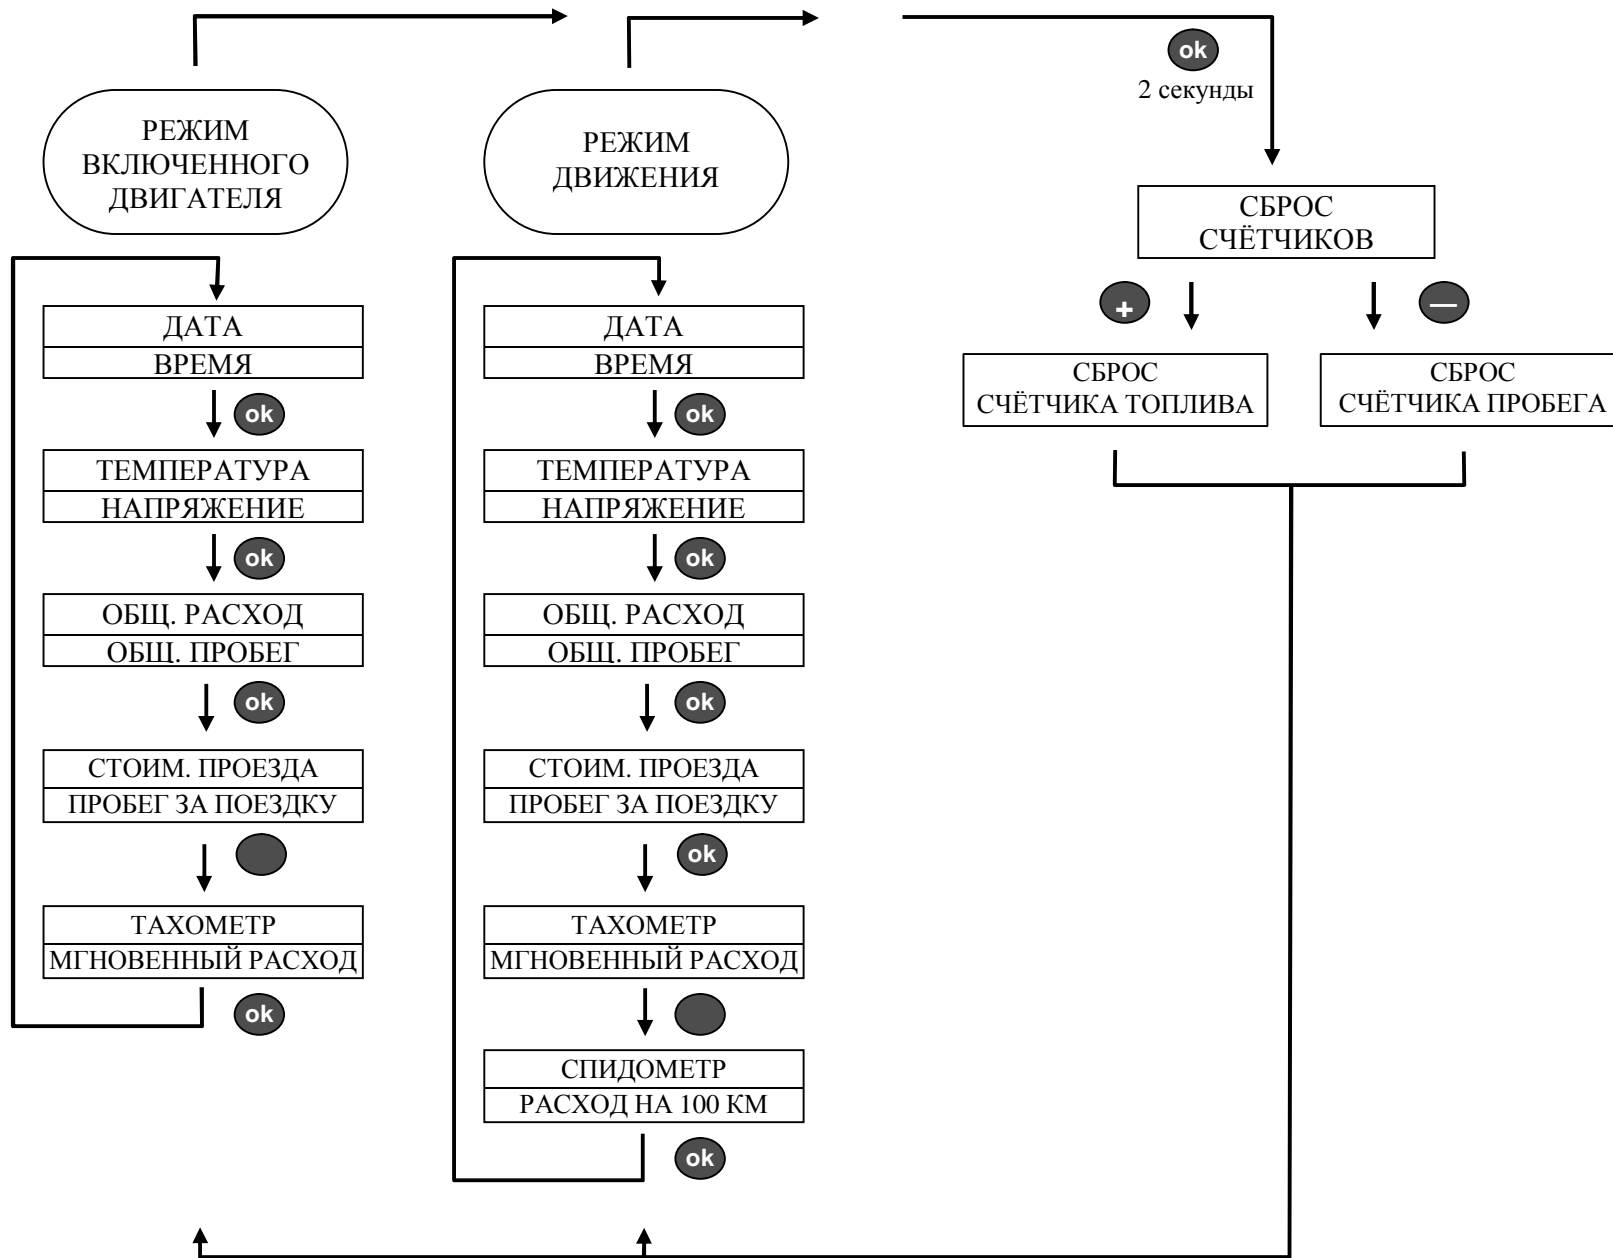 РЕЖИМ
ВКЛЮЧЕННОГО
ДВИГАТЕЛЯ
ДАТА
ВРЕМЯ
ok
ТЕМПЕРАТУРА
НАПРЯЖЕНИЕ
ok
ОБЩ. РАСХОД
ОБЩ. ПРОБЕГ
ok
СТОИМ. ПРОЕЗДА
ПРОБЕГ ЗА ПОЕЗДКУ
ТАХОМЕТР
МГНОВЕННЫЙ РАСХОД
ok
РЕЖИМ
ДВИЖЕНИЯ
ДАТА
ВРЕМЯ
ok
ТЕМПЕРАТУРА
НАПРЯЖЕНИЕ
ok
ОБЩ. РАСХОД
ОБЩ. ПРОБЕГ
ok
СТОИМ. ПРОЕЗДА
ПРОБЕГ ЗА ПОЕЗДКУ
ok
ТАХОМЕТР
МГНОВЕННЫЙ РАСХОД
СПИДОМЕТР
РАСХОД НА 100 КМ
ok
ok
2 секунды
СБРОС
СЧЁТЧИКОВ
+
—
СБРОС
СЧЁТЧИКА ТОПЛИВА
СБРОС
СЧЁТЧИКА ПРОБЕГА